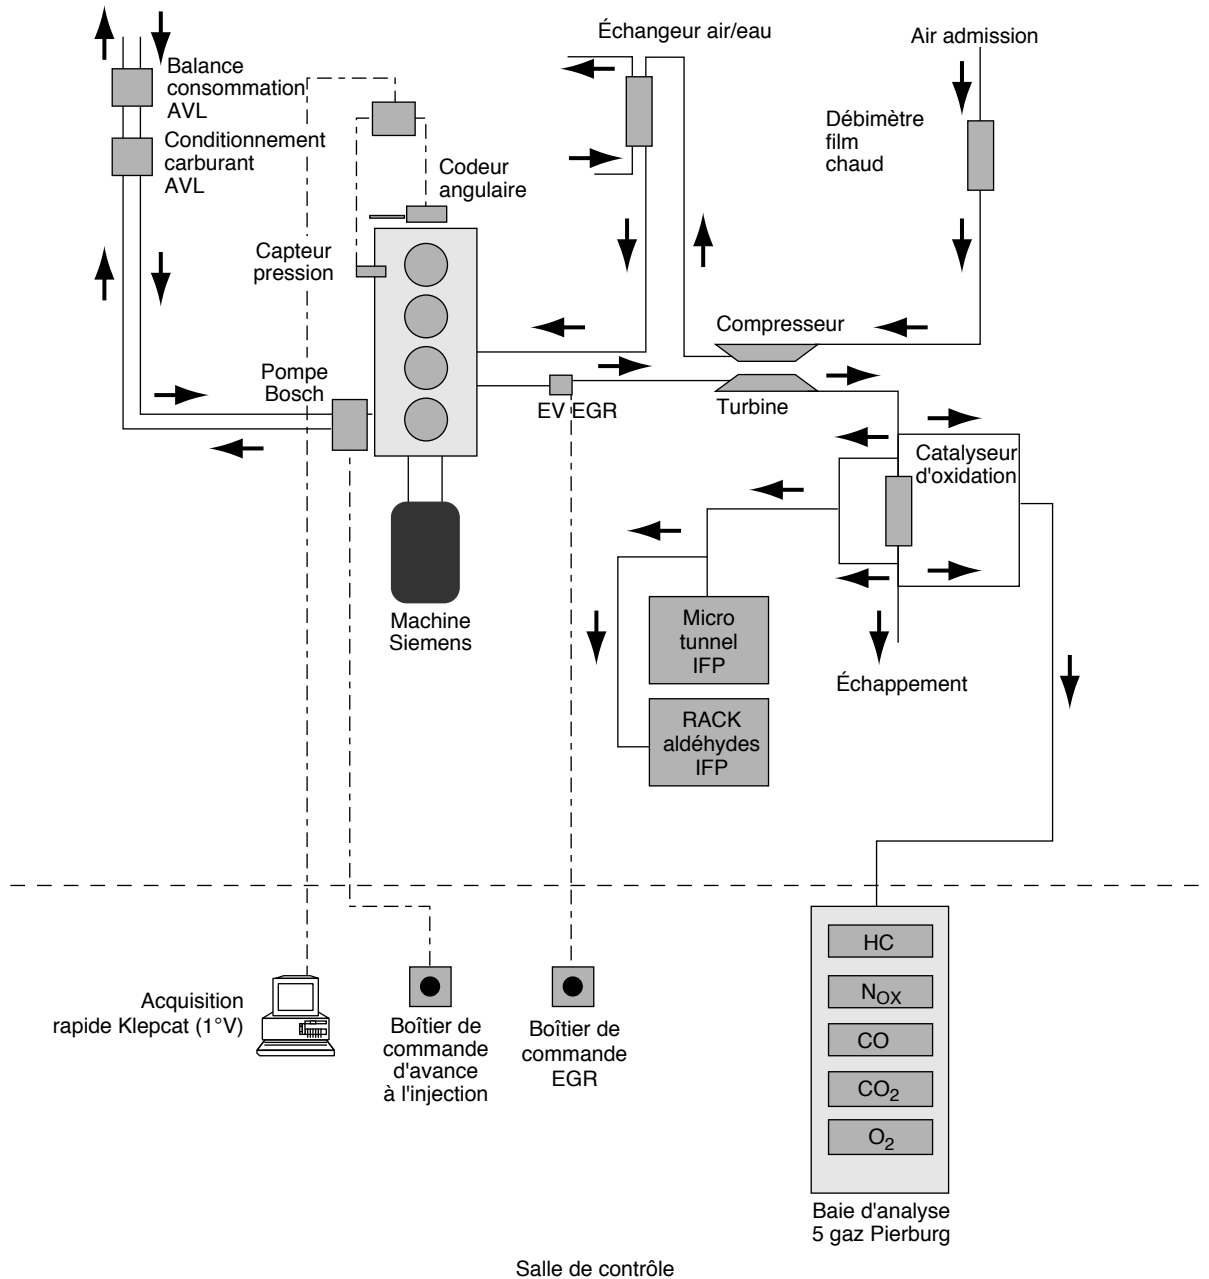 Échangeur air/eau
Air admission
Balance
consommation
AVL
Conditionnement
carburant
AVL
Débimètre
film
chaud
Codeur
angulaire
Capteur
pression
Compresseur
Pompe
Bosch
EV EGR
Turbine
Catalyseur
d'oxidation
Machine
Siemens
Micro
tunnel
IFP
Échappement
RACK
aldéhydes
IFP
HC
NOX
CO
CO2
O2
Acquisition
rapide Klepcat (1°V)
Boîtier de
commande
d'avance
à l'injection
Boîtier de
commande
EGR
Baie d'analyse
5 gaz Pierburg
Salle de contrôle